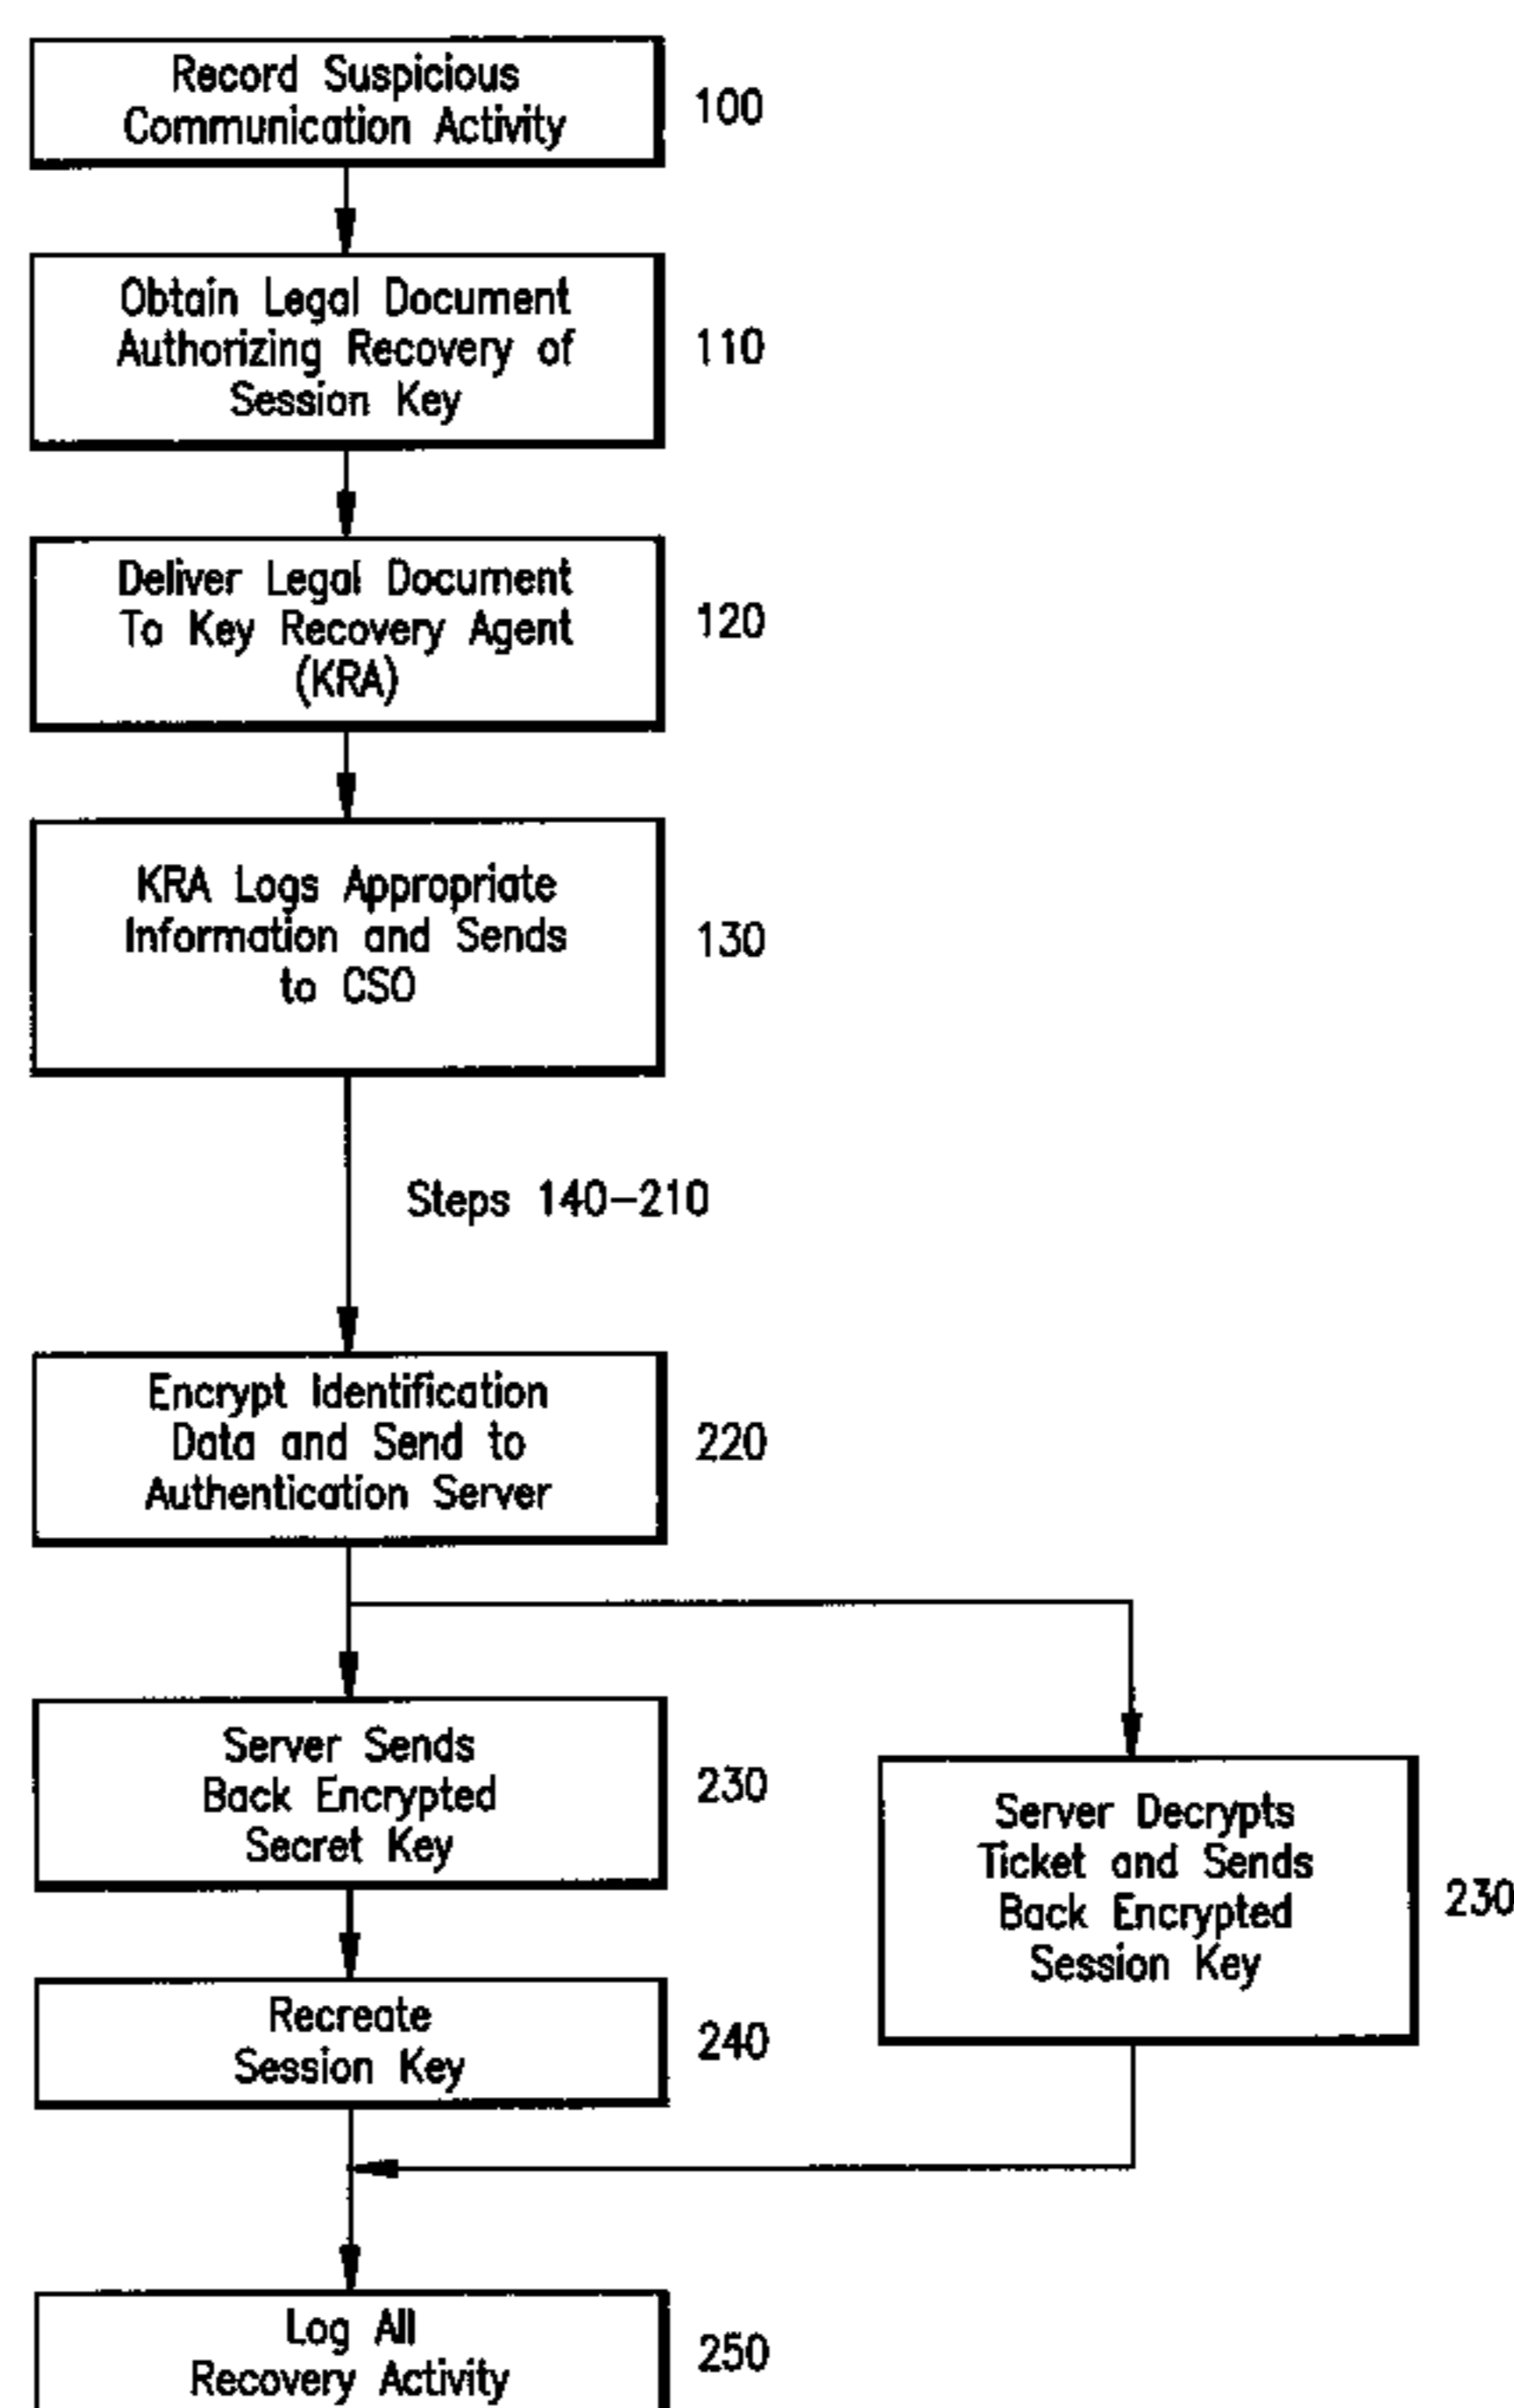 Record Suspicious
Communication Activity
100
Obtain Legal Document
Authorizing Recovery of
Session Key
110
Deliver Legal Document
To Key Recovery Agent
(KRA)
120
KRA Logs Appropriate
Information and Sends
to CSO
130
Steps 140-210
Encrypt Identification
Data and Send to
Authentication Server
220
Server Sends
Back Encrypted
Secret Key
230
Server Decrypts
Ticket and Sends
Back Encrypted
Session Key
230
Recreate
Session Key
240
Log All
Recovery Activity
250